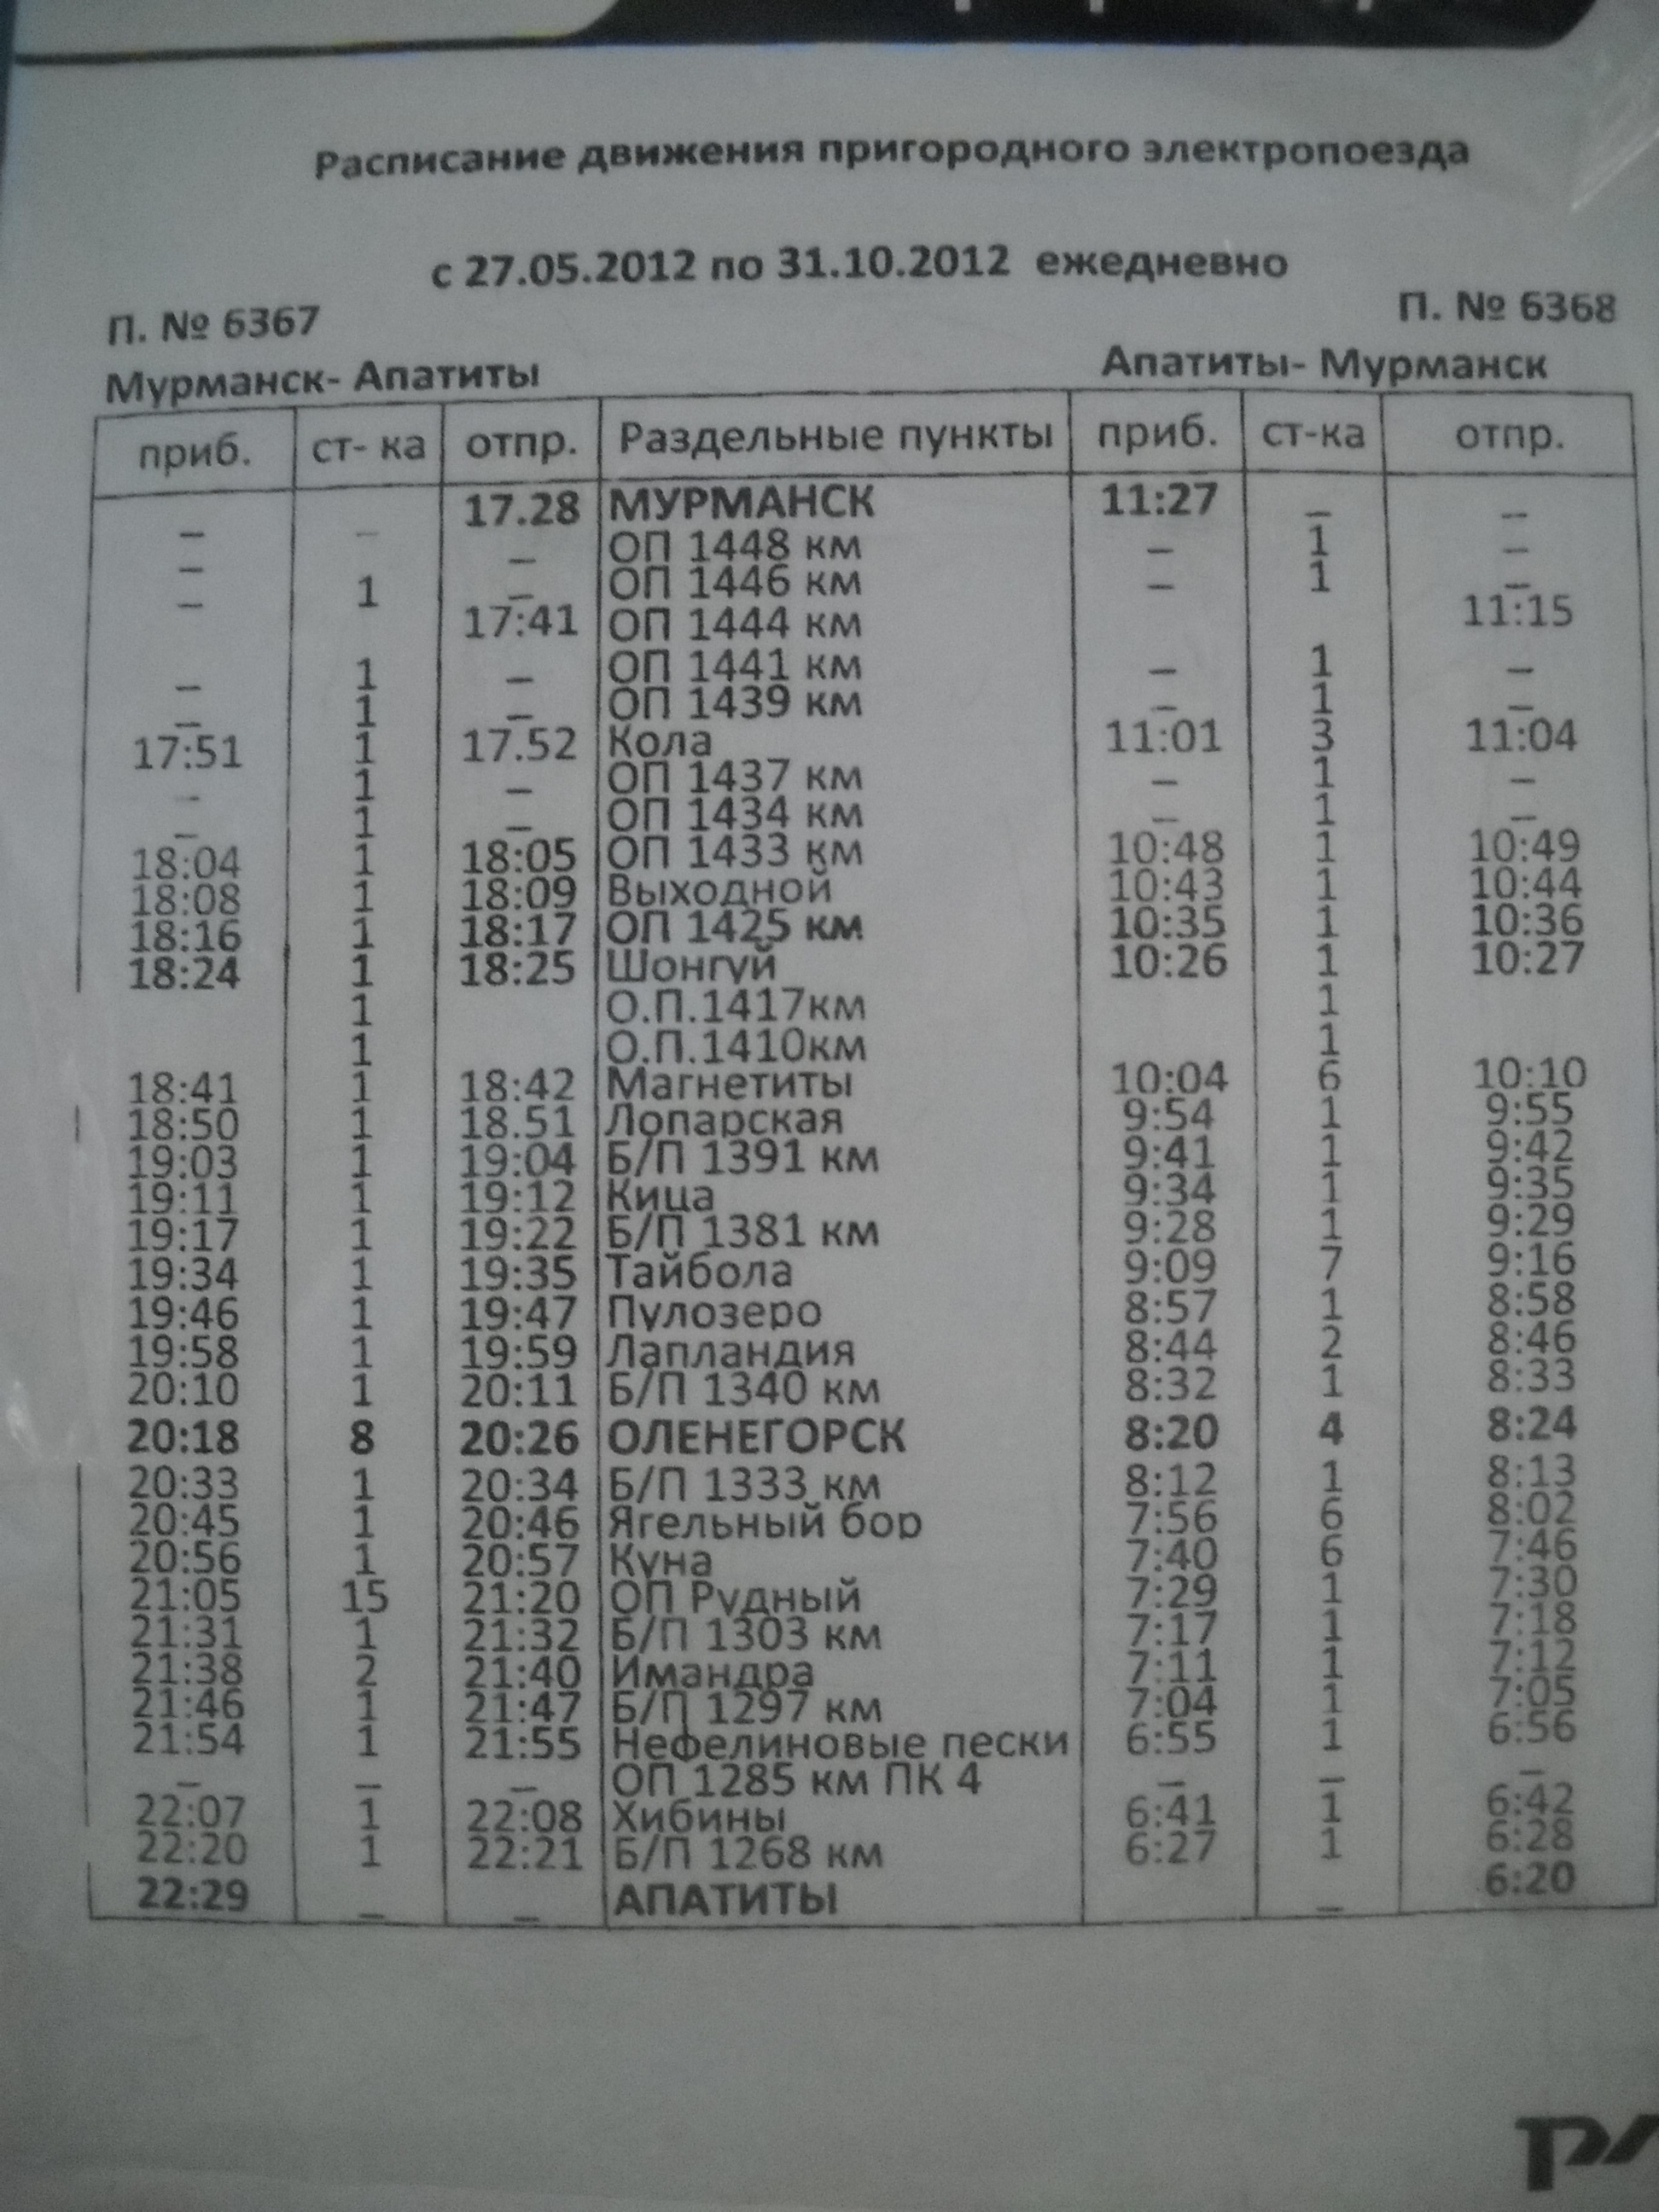 Расписание движения пригородного электропоезда
с 27.05.2012 по 31.10.2012 ежедневно
П. № 6367 П. № 6368
Мурманск- Апатиты Апатиты- Мурманск
приб. ст- ка отпр. Раздельные пункты приб. ст-ка отпр.
_ _ 17.28 МУРМАНСК 11:27 _ _
_ _ ОП 1448 км _ 1 _
_ 1 _ ОП 1446 км _ 1 _
17:41 ОП 1444 км 11:15
_ 1 _ ОП 1441 км _ 1 _
_ 1 _ ОП 1439 км _ 1 _
17:51 1 17.52 Кола 11:01 3 11:04
_ 1 _ ОП 1437 км _ 1 _
_ 1 _ ОП 1434 км _ 1 _
18:04 1 18:05 ОП 1433 км 10:48 1 10:49
18:08 1 18:09 Выходной 10:43 1 10:44
18:16 1 18:17 ОП 1425 км 10:35 1 10:36
18:24 1 18:25 Шонгуй 10:26 1 10:27
1 О.П.1417км 1
1 О.П.1410км 1
18:41 1 18:42 Магнетиты 10:04 6 10:10
18:50 1 18.51 Лопарская 9:54 1 9:55
19:03 1 19:04 Б/П 1391 км 9:41 1 9:42
19:11 1 19:12 Кица 9:34 1 9:35
19:17 1 19:22 Б/П 1381 км 9:28 1 9:29
19:34 1 19:35 Тайбола 9:09 7 9:16
19:46 1 19:47 Пулозеро 8:57 1 8:58
19:58 1 19:59 Лапландия 8:44 2 8:46
20:10 1 20:11 Б/П 1340 км 8:32 1 8:33
20:18 8 20:26 ОЛЕНЕГОРСК 8:20 4 8:24
20:33 1 20:34 Б/П 1333 км 8:12 1 8:13
20:45 1 20:46 Ягельный бор 7:56 6 8:02
20:56 1 20:57 Куна 7:40 6 7:46
21:05 15 21:20 ОП Рудный 7:29 1 7:30
21:31 1 21:32 Б/П 1303 км 7:17 1 7:18
21:38 2 21:40 Имандра 7:11 1 7:12
21:46 1 21:47 Б/П 1297 км 7:04 1 7:05
21:54 1 21:55 Нефелиновые пески 6:55 1 6:56
_ _ _ ОП 1285 км ПК 4 _ _ _
22:07 1 22:08 Хибины 6:41 1 6:42
22:20 1 22:21 Б/П 1268 км 6:27 1 6:28
22:29 _ _ АПАТИТЫ _ 6:20